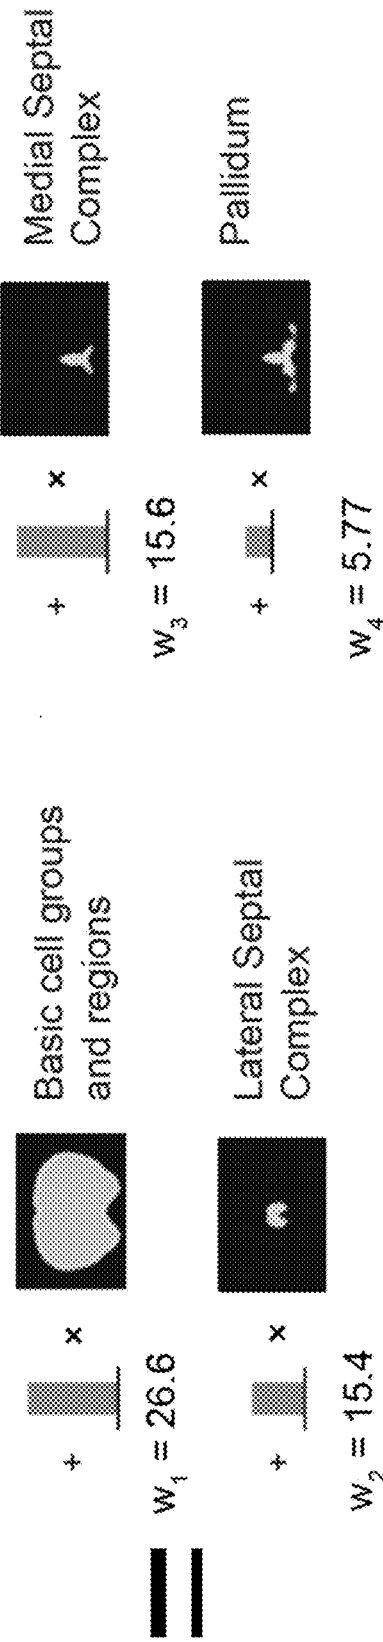 =
+ × Basic cell groups
and regions
w₁ = 26.6
+ × Lateral Septal
Complex
w₂ = 15.4
+ × Medial Septal
Complex
w₃ = 15.6
+ × Pallidum
w₄ = 5.77